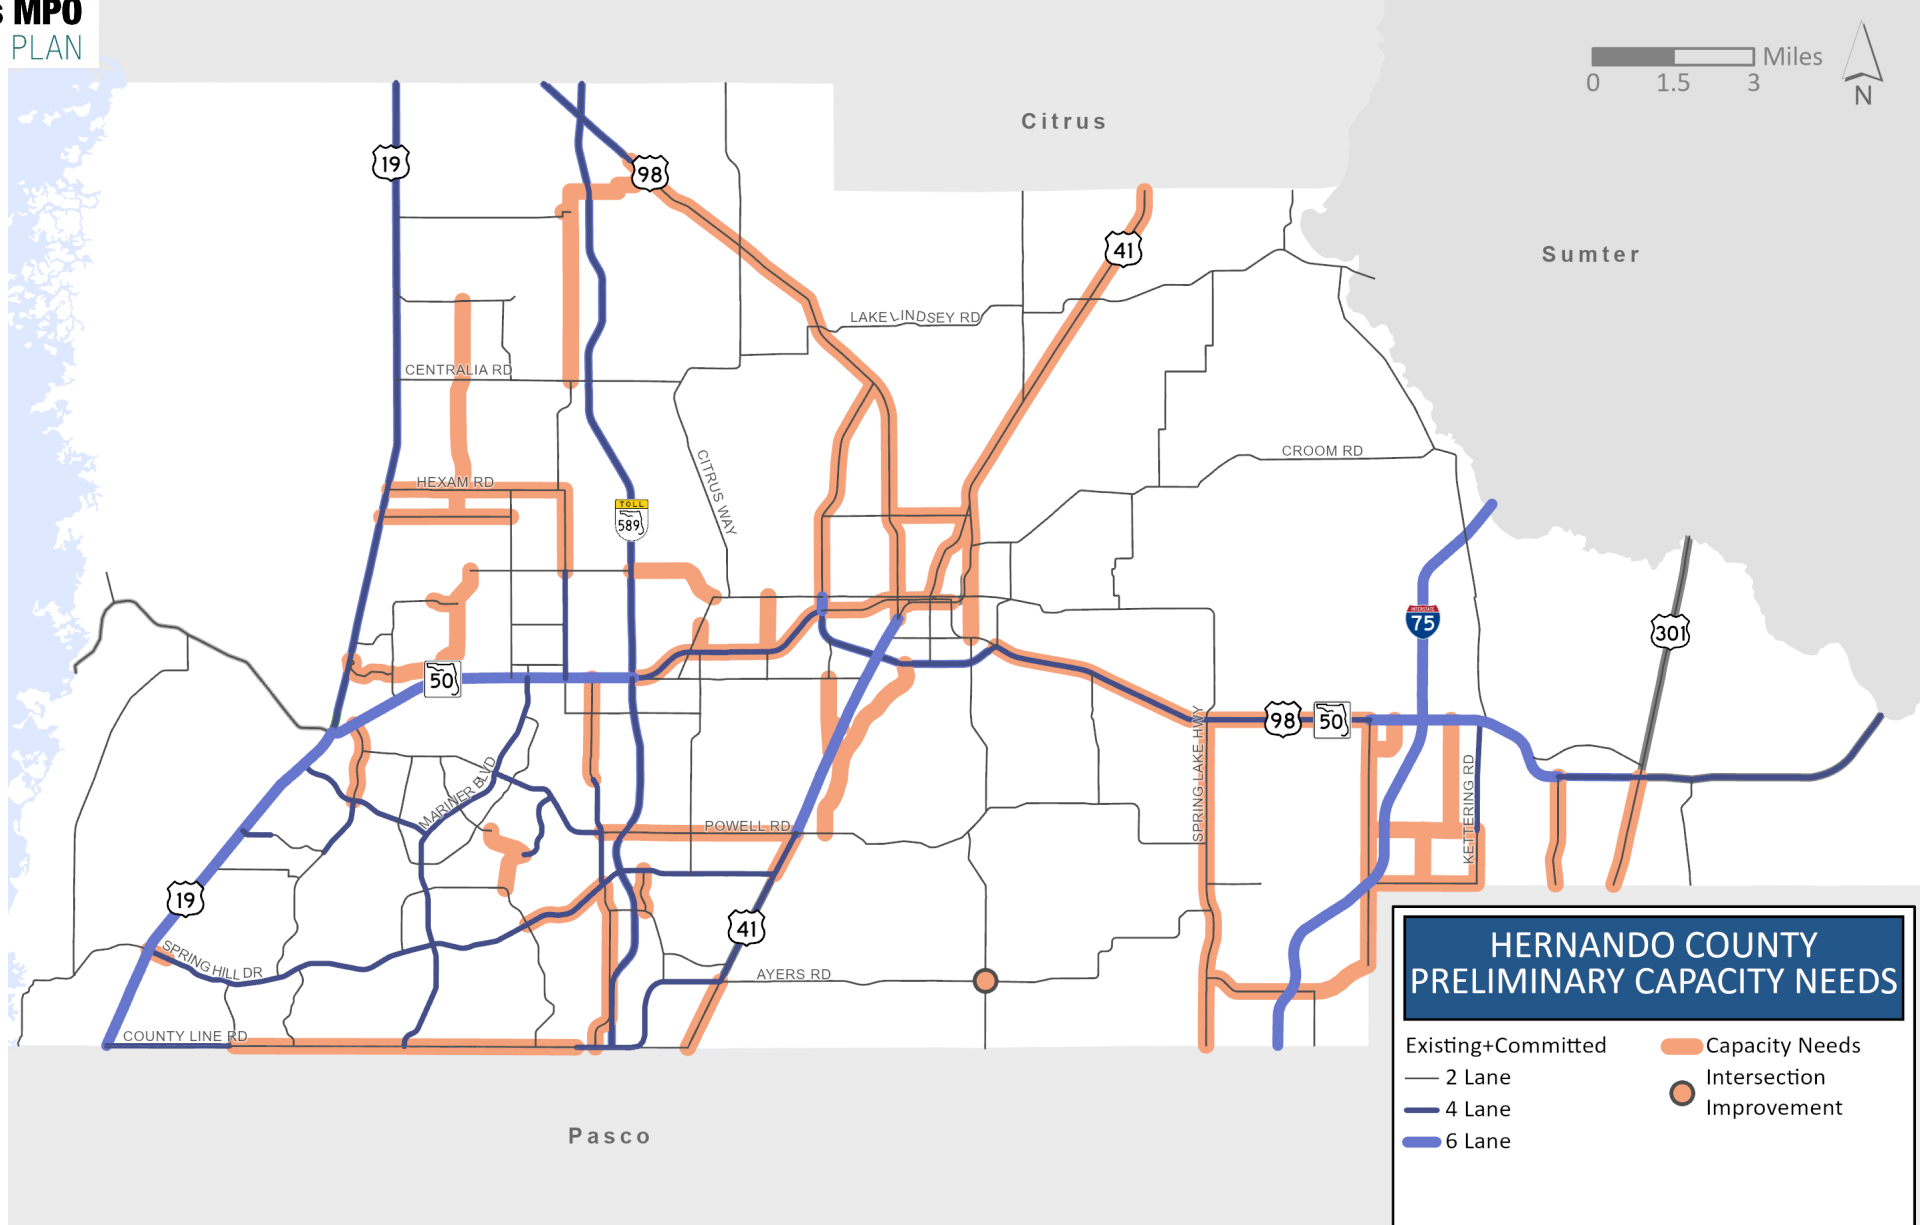 s MPO
PLAN
Miles
0 1.5 3
N
Citrus
19
98
41
Sumter
LAKE LINDSEY RD
CENTRALIA RD
CROOM RD
CITRUS WAY
HEXAM RD
TOLL
589
INTERSTATE
75
301
50
98
50
SPRING LAKE HWY
MARINER BLVD
KETTERING RD
POWELL RD
19
41
SPRING HILL DR
AYERS RD
COUNTY LINE RD
Pasco
HERNANDO COUNTY
PRELIMINARY CAPACITY NEEDS
Existing+Committed
2 Lane
4 Lane
6 Lane
Capacity Needs
Intersection
Improvement